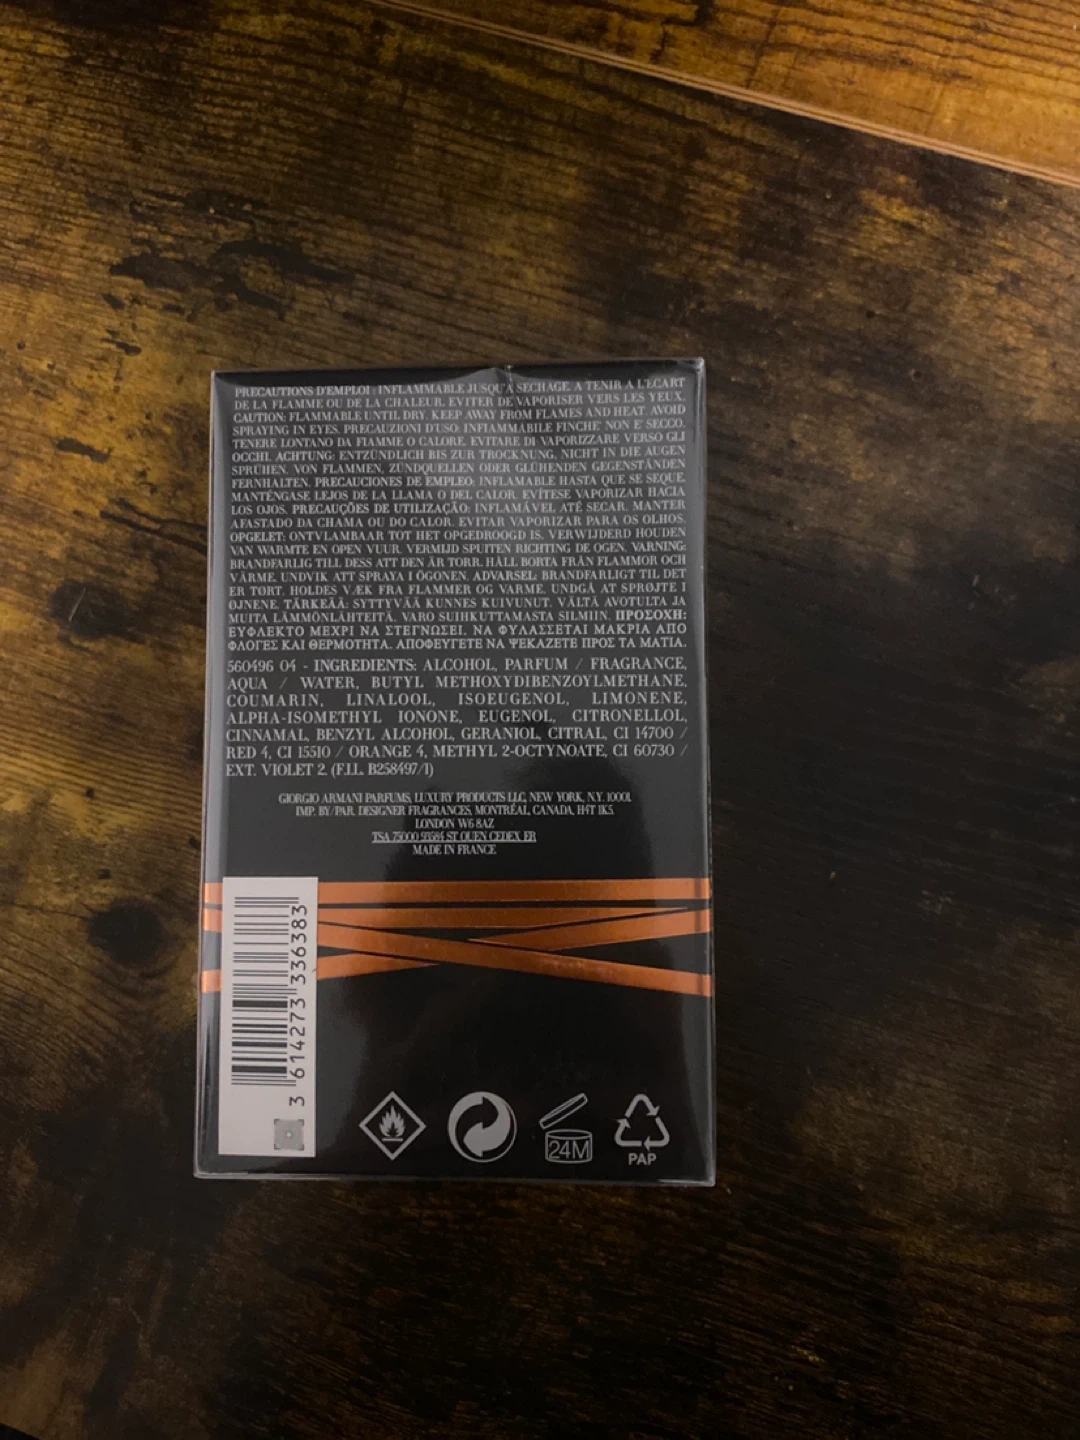 PRECAUTIONS D'EMPLOI : INFLAMMABLE JUSQU'A SECHAGE. A TENIR A L'ECART
DE LA FLAMME OU DE LA CHALEUR. EVITER DE VAPORISER VERS LES YEUX.
CAUTION: FLAMMABLE UNTIL DRY. KEEP AWAY FROM FLAMES AND HEAT. AVOID
SPRAYING IN EYES. PRECAUZIONI D'USO: INFIAMMABILE FINCHE' NON E' SECCO.
TENERE LONTANO DA FIAMME O CALORE. EVITARE DI VAPORIZZARE VERSO GLI
OCCHI. ACHTUNG: ENTZÜNDLICH BIS ZUR TROCKNUNG, NICHT IN DIE AUGEN
SPRÜHEN. VON FLAMMEN, ZÜNDQUELLEN ODER GLÜHENDEN GEGENSTÄNDEN
FERNHALTEN. PRECAUCIONES DE EMPLEO: INFLAMABLE HASTA QUE SE SEQUE.
MANTÉNGASE LEJOS DE LA LLAMA O DEL CALOR. EVÍTESE VAPORIZAR HACIA
LOS OJOS. PRECAUÇÕES DE UTILIZAÇÃO: INFLAMÁVEL ATÉ SECAR. MANTER
AFASTADO DA CHAMA OU DO CALOR. EVITAR VAPORIZAR PARA OS OLHOS.
OPGELET: ONTVLAMBAAR TOT HET OPGEDROOGD IS. VERWIJDERD HOUDEN
VAN WARMTE EN OPEN VUUR. VERMIJD SPUITEN RICHTING DE OGEN. VARNING:
BRANDFARLIG TILL DESS ATT DEN ÄR TORR. HÅLL BORTA FRÅN FLAMMOR OCH
VÄRME. UNDVIK ATT SPRAYA I ÖGONEN. ADVARSEL: BRANDFARLIGT TIL DET
ER TØRT. HOLDES VÆK FRA FLAMMER OG VARME. UNDGÅ AT SPRØJTE I
ØJNENE. TÄRKEÄÄ: SYTTYVÄÄ KUNNES KUIVUNUT. VÄLTÄ AVOTULTA JA
MUITA LÄMMÖNLÄHTEITÄ. VARO SUIHKUTTAMASTA SILMIIN. ΠΡΟΣΟΧΗ:
ΕΥΦΛΕΚΤΟ ΜΕΧΡΙ ΝΑ ΣΤΕΓΝΩΣΕΙ. ΝΑ ΦΥΛΑΣΣΕΤΑΙ ΜΑΚΡΙΑ ΑΠΟ
ΦΛΟΓΕΣ ΚΑΙ ΘΕΡΜΟΤΗΤΑ. ΑΠΟΦΕΥΓΕΤΕ ΝΑ ΨΕΚΑΖΕΤΕ ΠΡΟΣ ΤΑ ΜΑΤΙΑ.
560496 04 - INGREDIENTS: ALCOHOL, PARFUM / FRAGRANCE,
AQUA / WATER, BUTYL METHOXYDIBENZOYLMETHANE,
COUMARIN, LINALOOL, ISOEUGENOL, LIMONENE,
ALPHA-ISOMETHYL IONONE, EUGENOL, CITRONELLOL,
CINNAMAL, BENZYL ALCOHOL, GERANIOL, CITRAL, CI 14700 /
RED 4, CI 15510 / ORANGE 4, METHYL 2-OCTYNOATE, CI 60730 /
EXT. VIOLET 2. (F.I.L. B258497/1)
GIORGIO ARMANI PARFUMS, LUXURY PRODUCTS LLC, NEW YORK, N.Y. 10001.
IMP. BY/PAR. DESIGNER FRAGRANCES, MONTRÉAL, CANADA, H4T 1K5.
LONDON W6 8AZ
TSA 75000 93584 ST OUEN CEDEX. FR
MADE IN FRANCE
3 614273 336383
24M
PAP